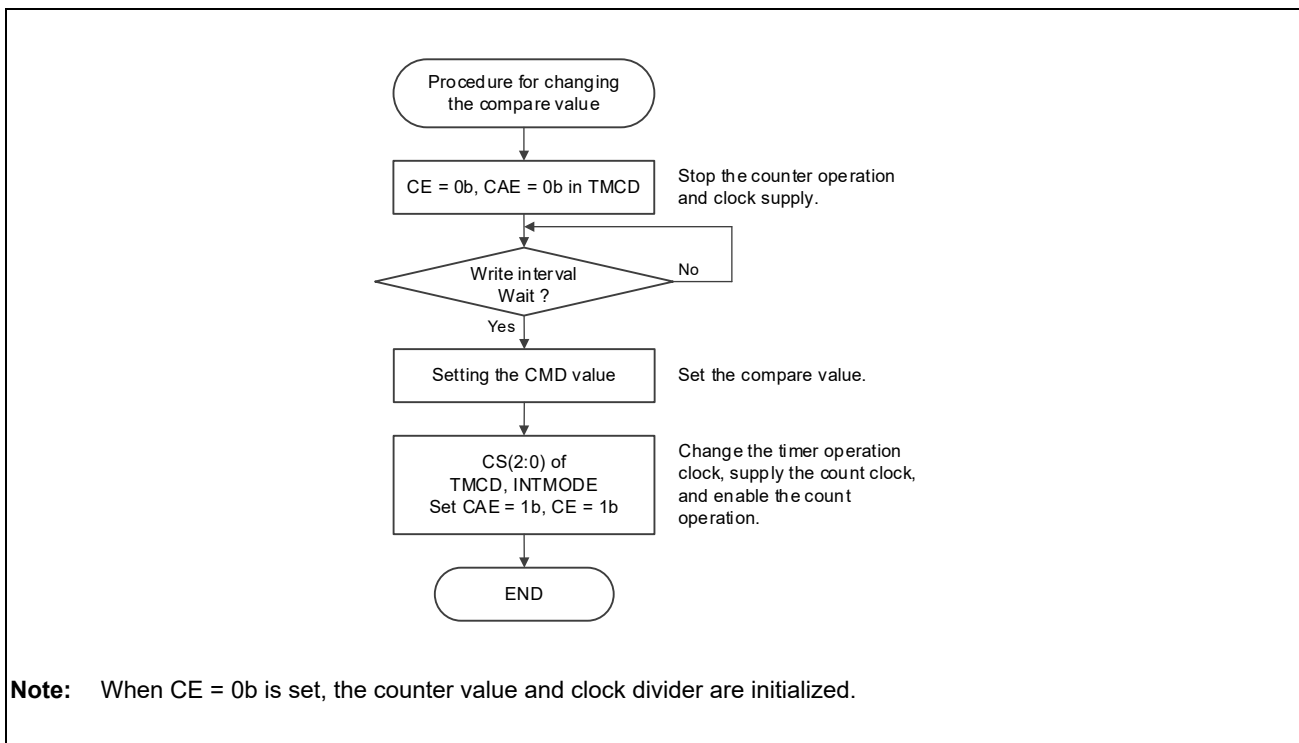 Procedure for changing
the compare value
CE = 0b, CAE = 0b in TMCD
Stop the counter operation
and clock supply.
Write interval
Wait ?
No
Yes
Setting the CMD value
Set the compare value.
CS(2:0) of
TMCD, INTMODE
Set CAE = 1b, CE = 1b
Change the timer operation
clock, supply the count clock,
and enable the count
operation.
END
Note: When CE = 0b is set, the counter value and clock divider are initialized.